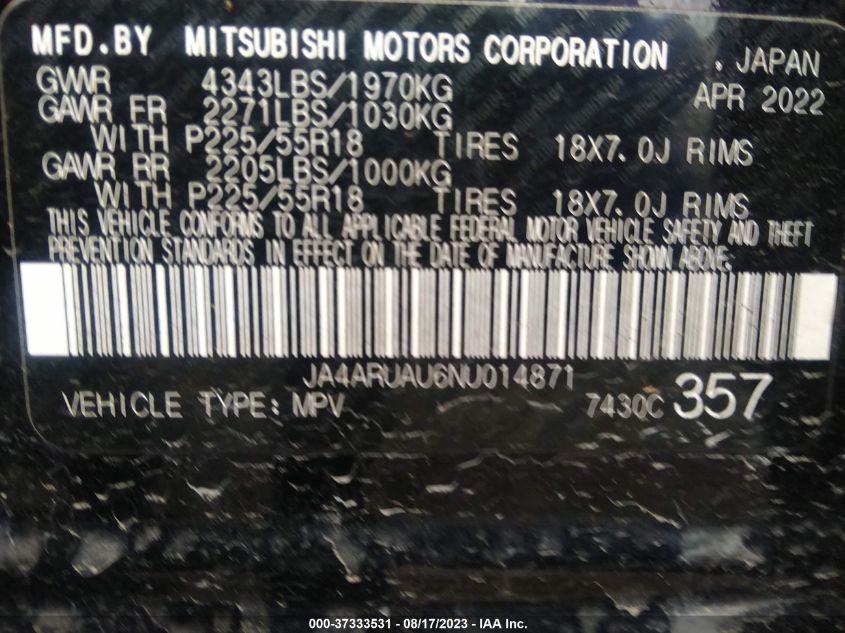 MFD.BY MITSUBISHI MOTORS CORPORATION , JAPAN
GVWR 4343LBS/1970KG APR 2022
GAWR FR 2271LBS/1030KG
WITH P225/55R18 TIRES 18X7.0J RIMS
GAWR RR 2205LBS/1000KG
WITH P225/55R18 TIRES 18X7.0J RIMS
THIS VEHICLE CONFORMS TO ALL APPLICABLE FEDERAL MOTOR VEHICLE SAFETY AND THEFT
PREVENTION STANDARDS IN EFFECT ON THE DATE OF MANUFACTURE SHOWN ABOVE.
JA4ARUAU6NU014871
VEHICLE TYPE: MPV 7430C 357
000-37333531 - 08/17/2023 - IAA Inc.